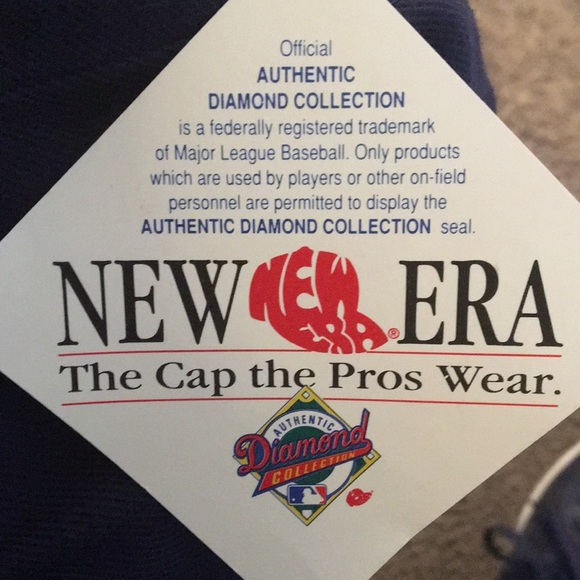 Official
AUTHENTIC
DIAMOND COLLECTION
is a federally registered trademark
of Major League Baseball. Only products
which are used by players or other on-field
personnel are permitted to display the
AUTHENTIC DIAMOND COLLECTION seal.
NEW NEW ERA® ERA
The Cap the Pros Wear.
AUTHENTIC
Diamond
COLLECTION